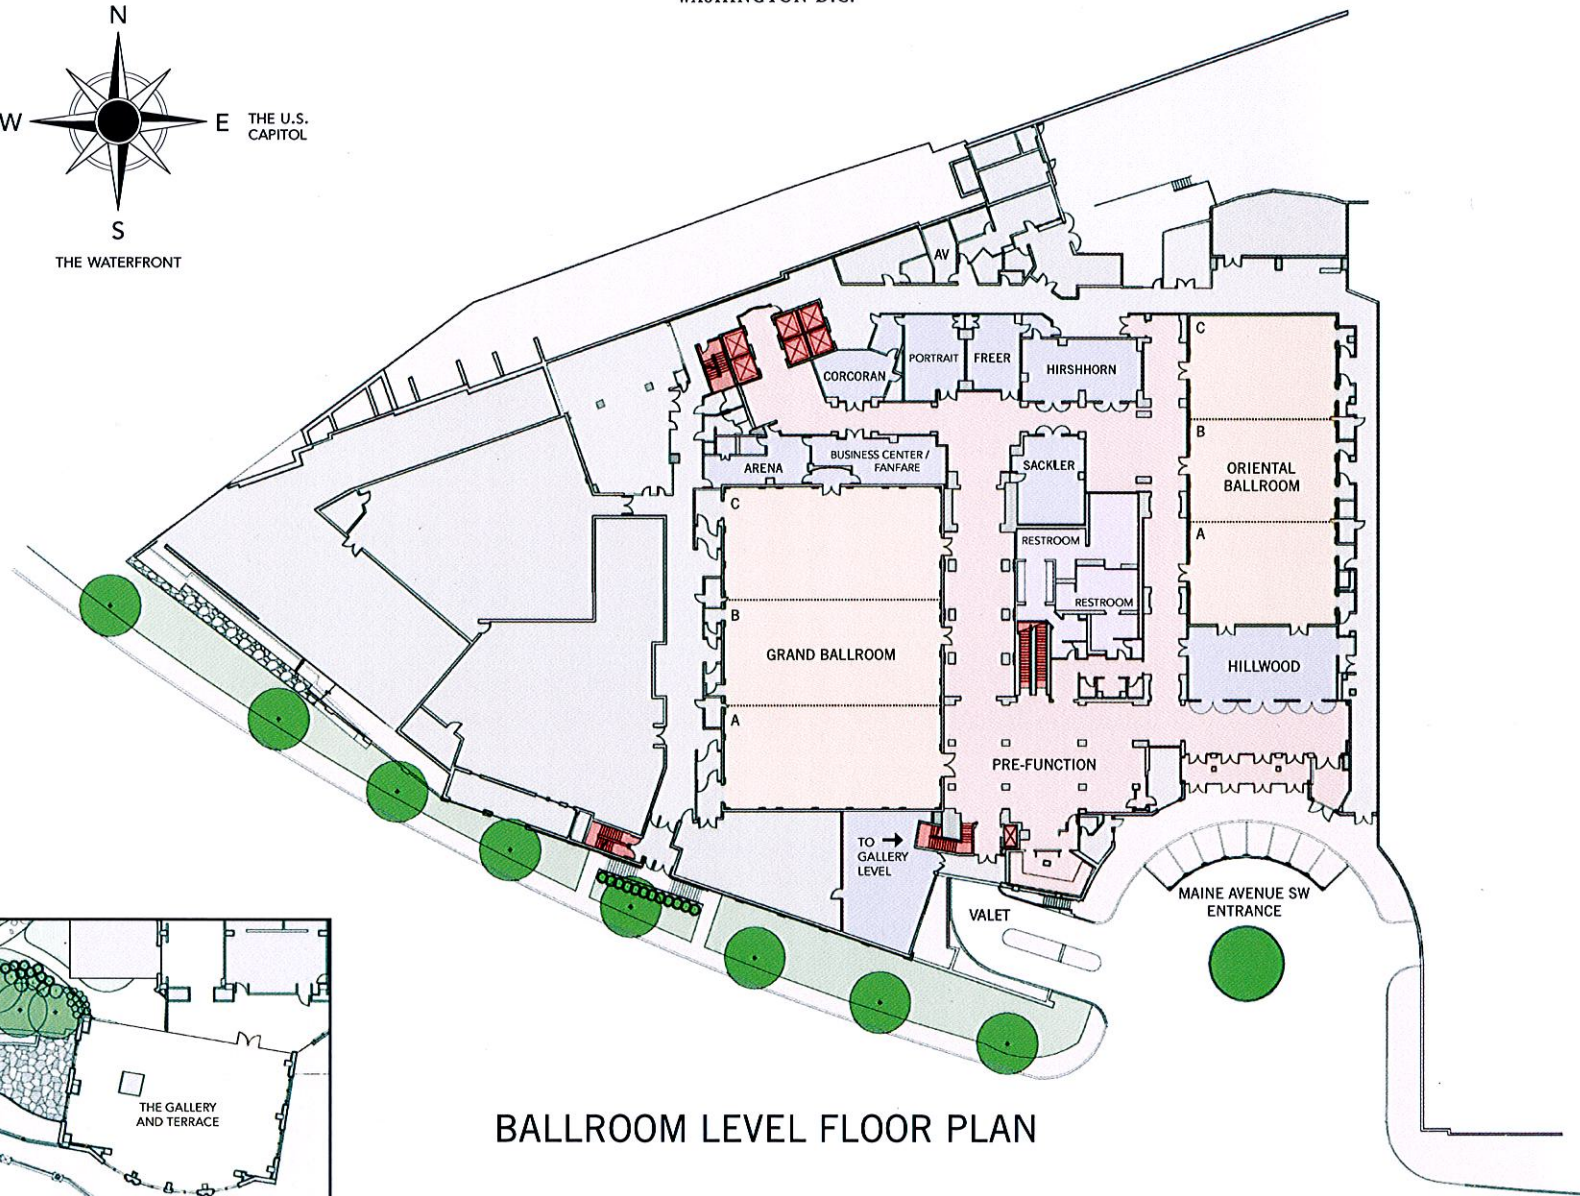 WASHINGTON D.C.
N
W
E
THE U.S.
CAPITOL
S
THE WATERFRONT
AV
C
PORTRAIT
FREER
HIRSHHORN
CORCORAN
B
ARENA
BUSINESS CENTER /
FANFARE
SACKLER
ORIENTAL
BALLROOM
C
A
RESTROOM
RESTROOM
B
GRAND BALLROOM
HILLWOOD
A
PRE-FUNCTION
TO
GALLERY
LEVEL
VALET
MAINE AVENUE SW
ENTRANCE
THE GALLERY
AND TERRACE
BALLROOM LEVEL FLOOR PLAN